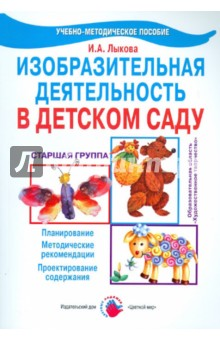 УЧЕБНО-МЕТОДИЧЕСКОЕ ПОСОБИЕ
И.А. Лыкова
ИЗОБРАЗИТЕЛЬНАЯ
ДЕЯТЕЛЬНОСТЬ
В ДЕТСКОМ САДУ
СТАРШАЯ ГРУППА
Образовательная область
«Художественное творчество»
ЛАБИРИНТ
Планирование
Методические
рекомендации
Проектирование
содержания
Издательский дом «Цветной мир»